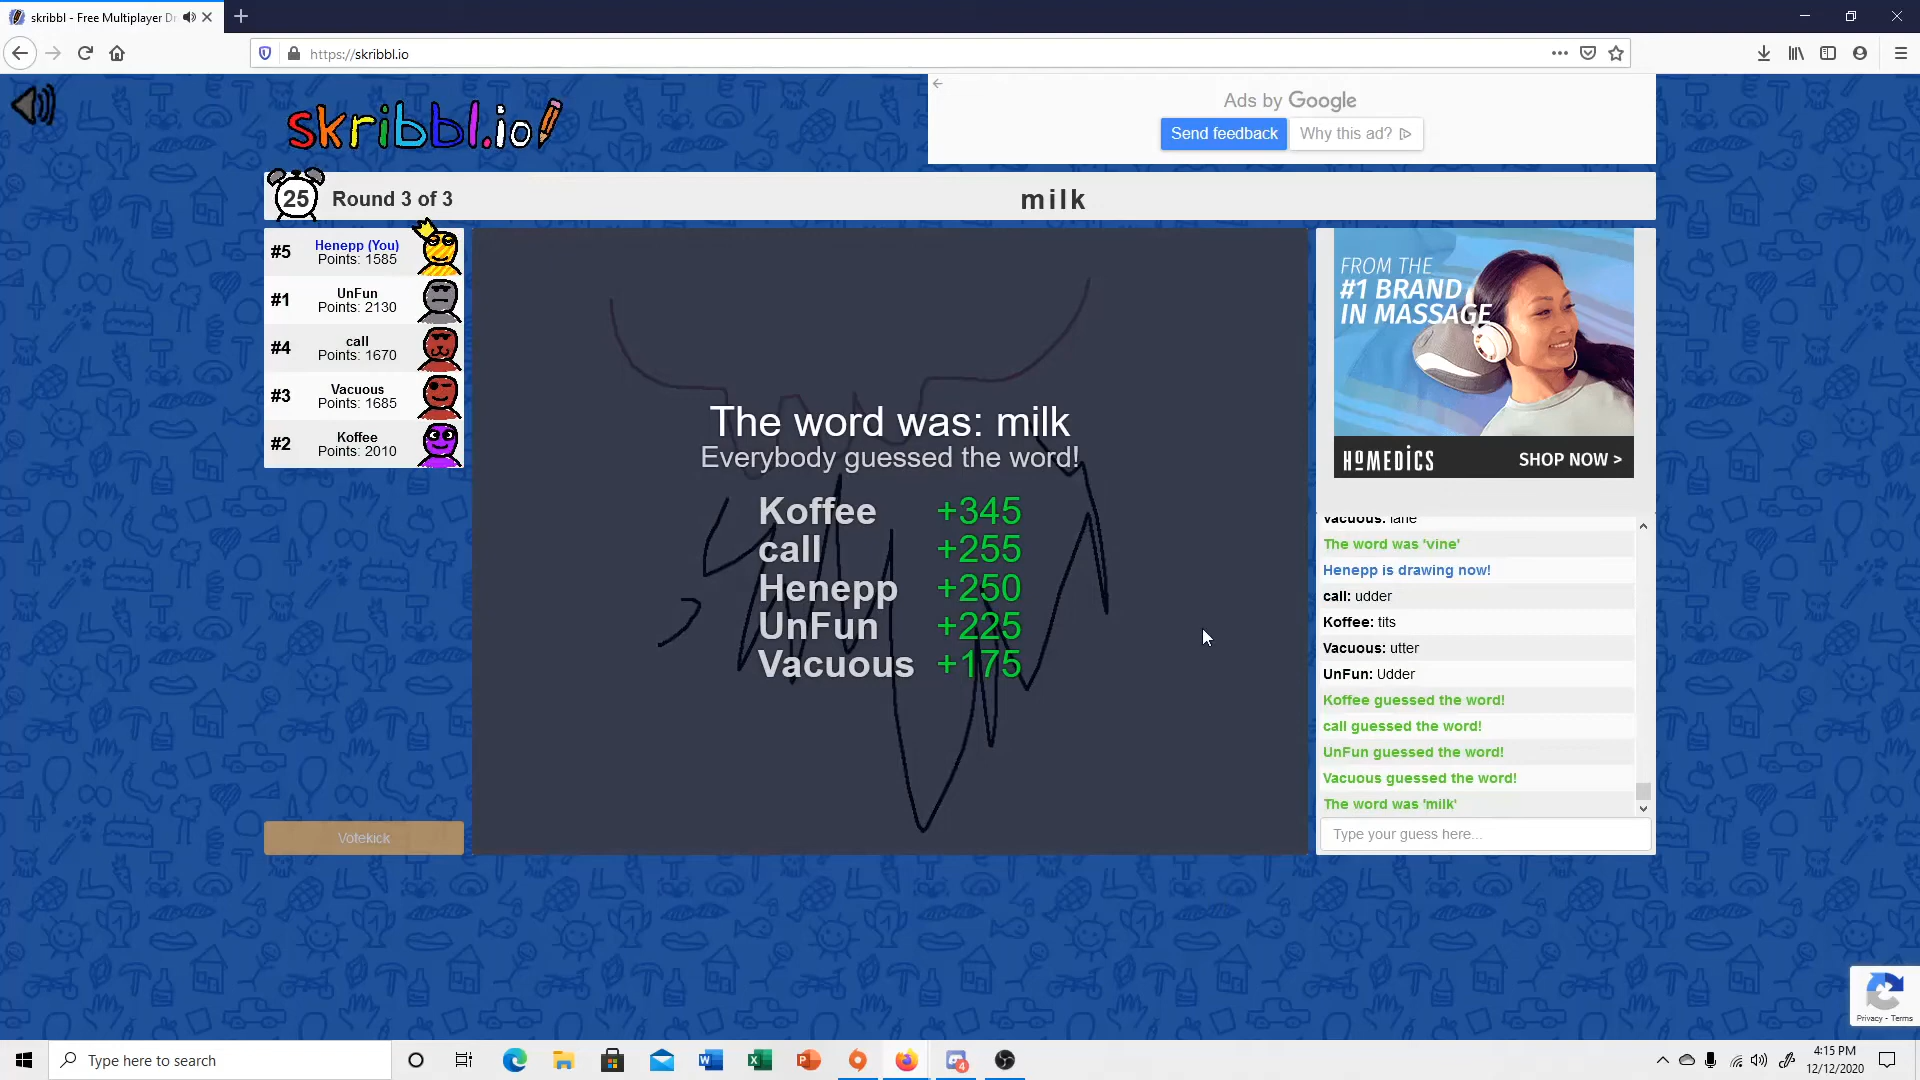 skribbl - Free Multiplayer Dr
https://skribbl.io
skribbl.io
Ads by Google
Send feedback
Why this ad?
25
Round 3 of 3
milk
#5
Henepp (You)
Points: 1585
#1
UnFun
Points: 2130
#4
call
Points: 1670
#3
Vacuous
Points: 1685
#2
Koffee
Points: 2010
Votekick
The word was: milk
Everybody guessed the word!
Koffee +345
call +255
Henepp +250
UnFun +225
Vacuous +175
FROM THE
#1 BRAND
IN MASSAGE
HOMEDICS
SHOP NOW >
Vacuous: lane
The word was 'vine'
Henepp is drawing now!
call: udder
Koffee: tits
Vacuous: utter
UnFun: Udder
Koffee guessed the word!
call guessed the word!
UnFun guessed the word!
Vacuous guessed the word!
The word was 'milk'
Type your guess here...
Privacy - Terms
Type here to search
4
4:15 PM
12/12/2020